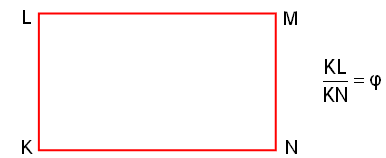 L M
KL/KN = φ
K N